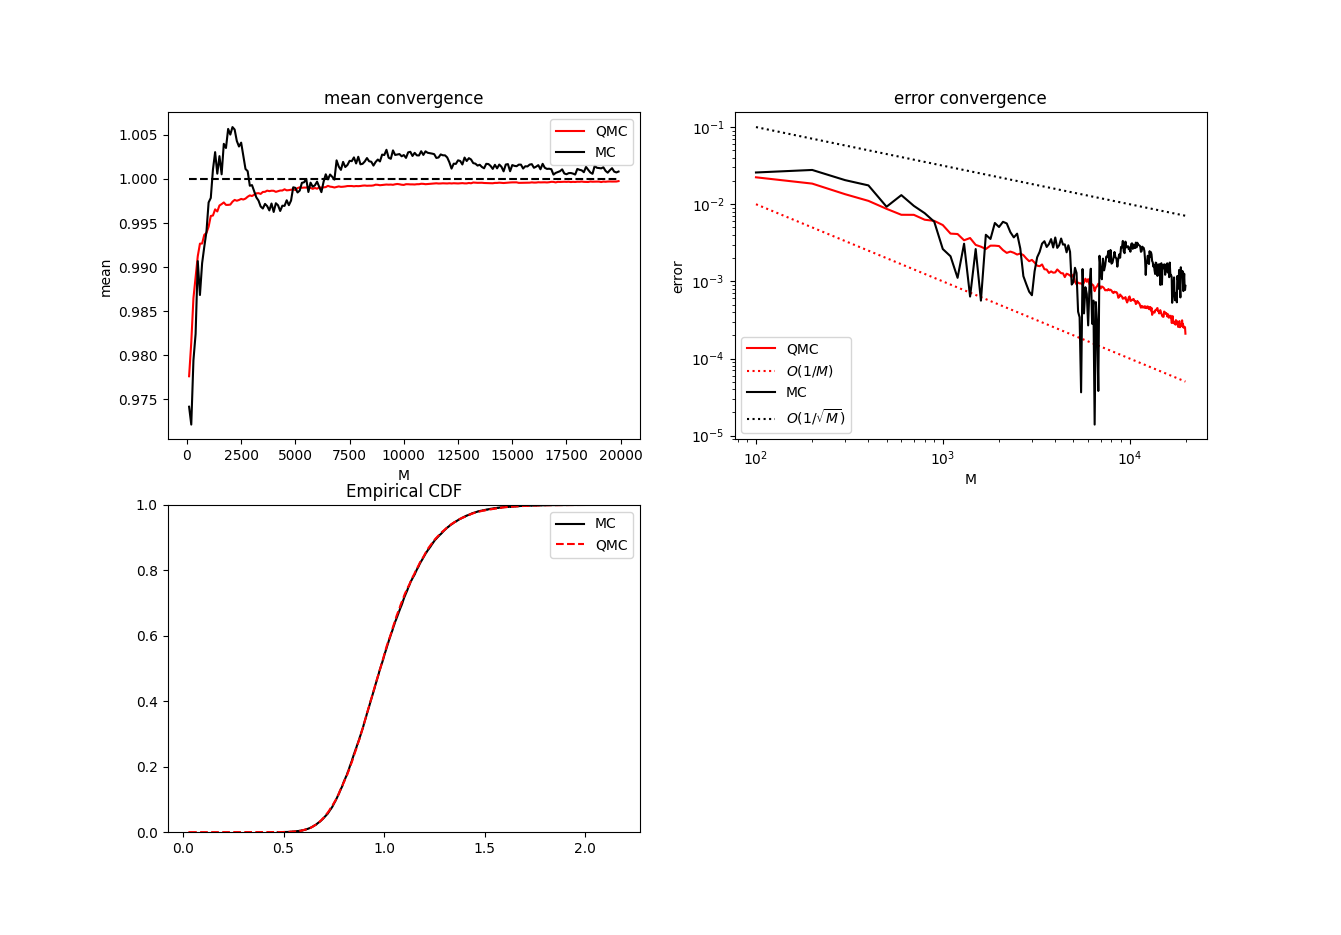 mean convergence
1.005
1.000
0.995
0.990
0.985
0.980
0.975
mean
QMC
MC
0 2500 5000 7500 10000 12500 15000 17500 20000
M
error convergence
10⁻¹
10⁻²
10⁻³
10⁻⁴
10⁻⁵
error
QMC
O(1/M)
MC
O(1/√M)
10² 10³ 10⁴
M
Empirical CDF
1.0
0.8
0.6
0.4
0.2
0.0
MC
QMC
0.0 0.5 1.0 1.5 2.0